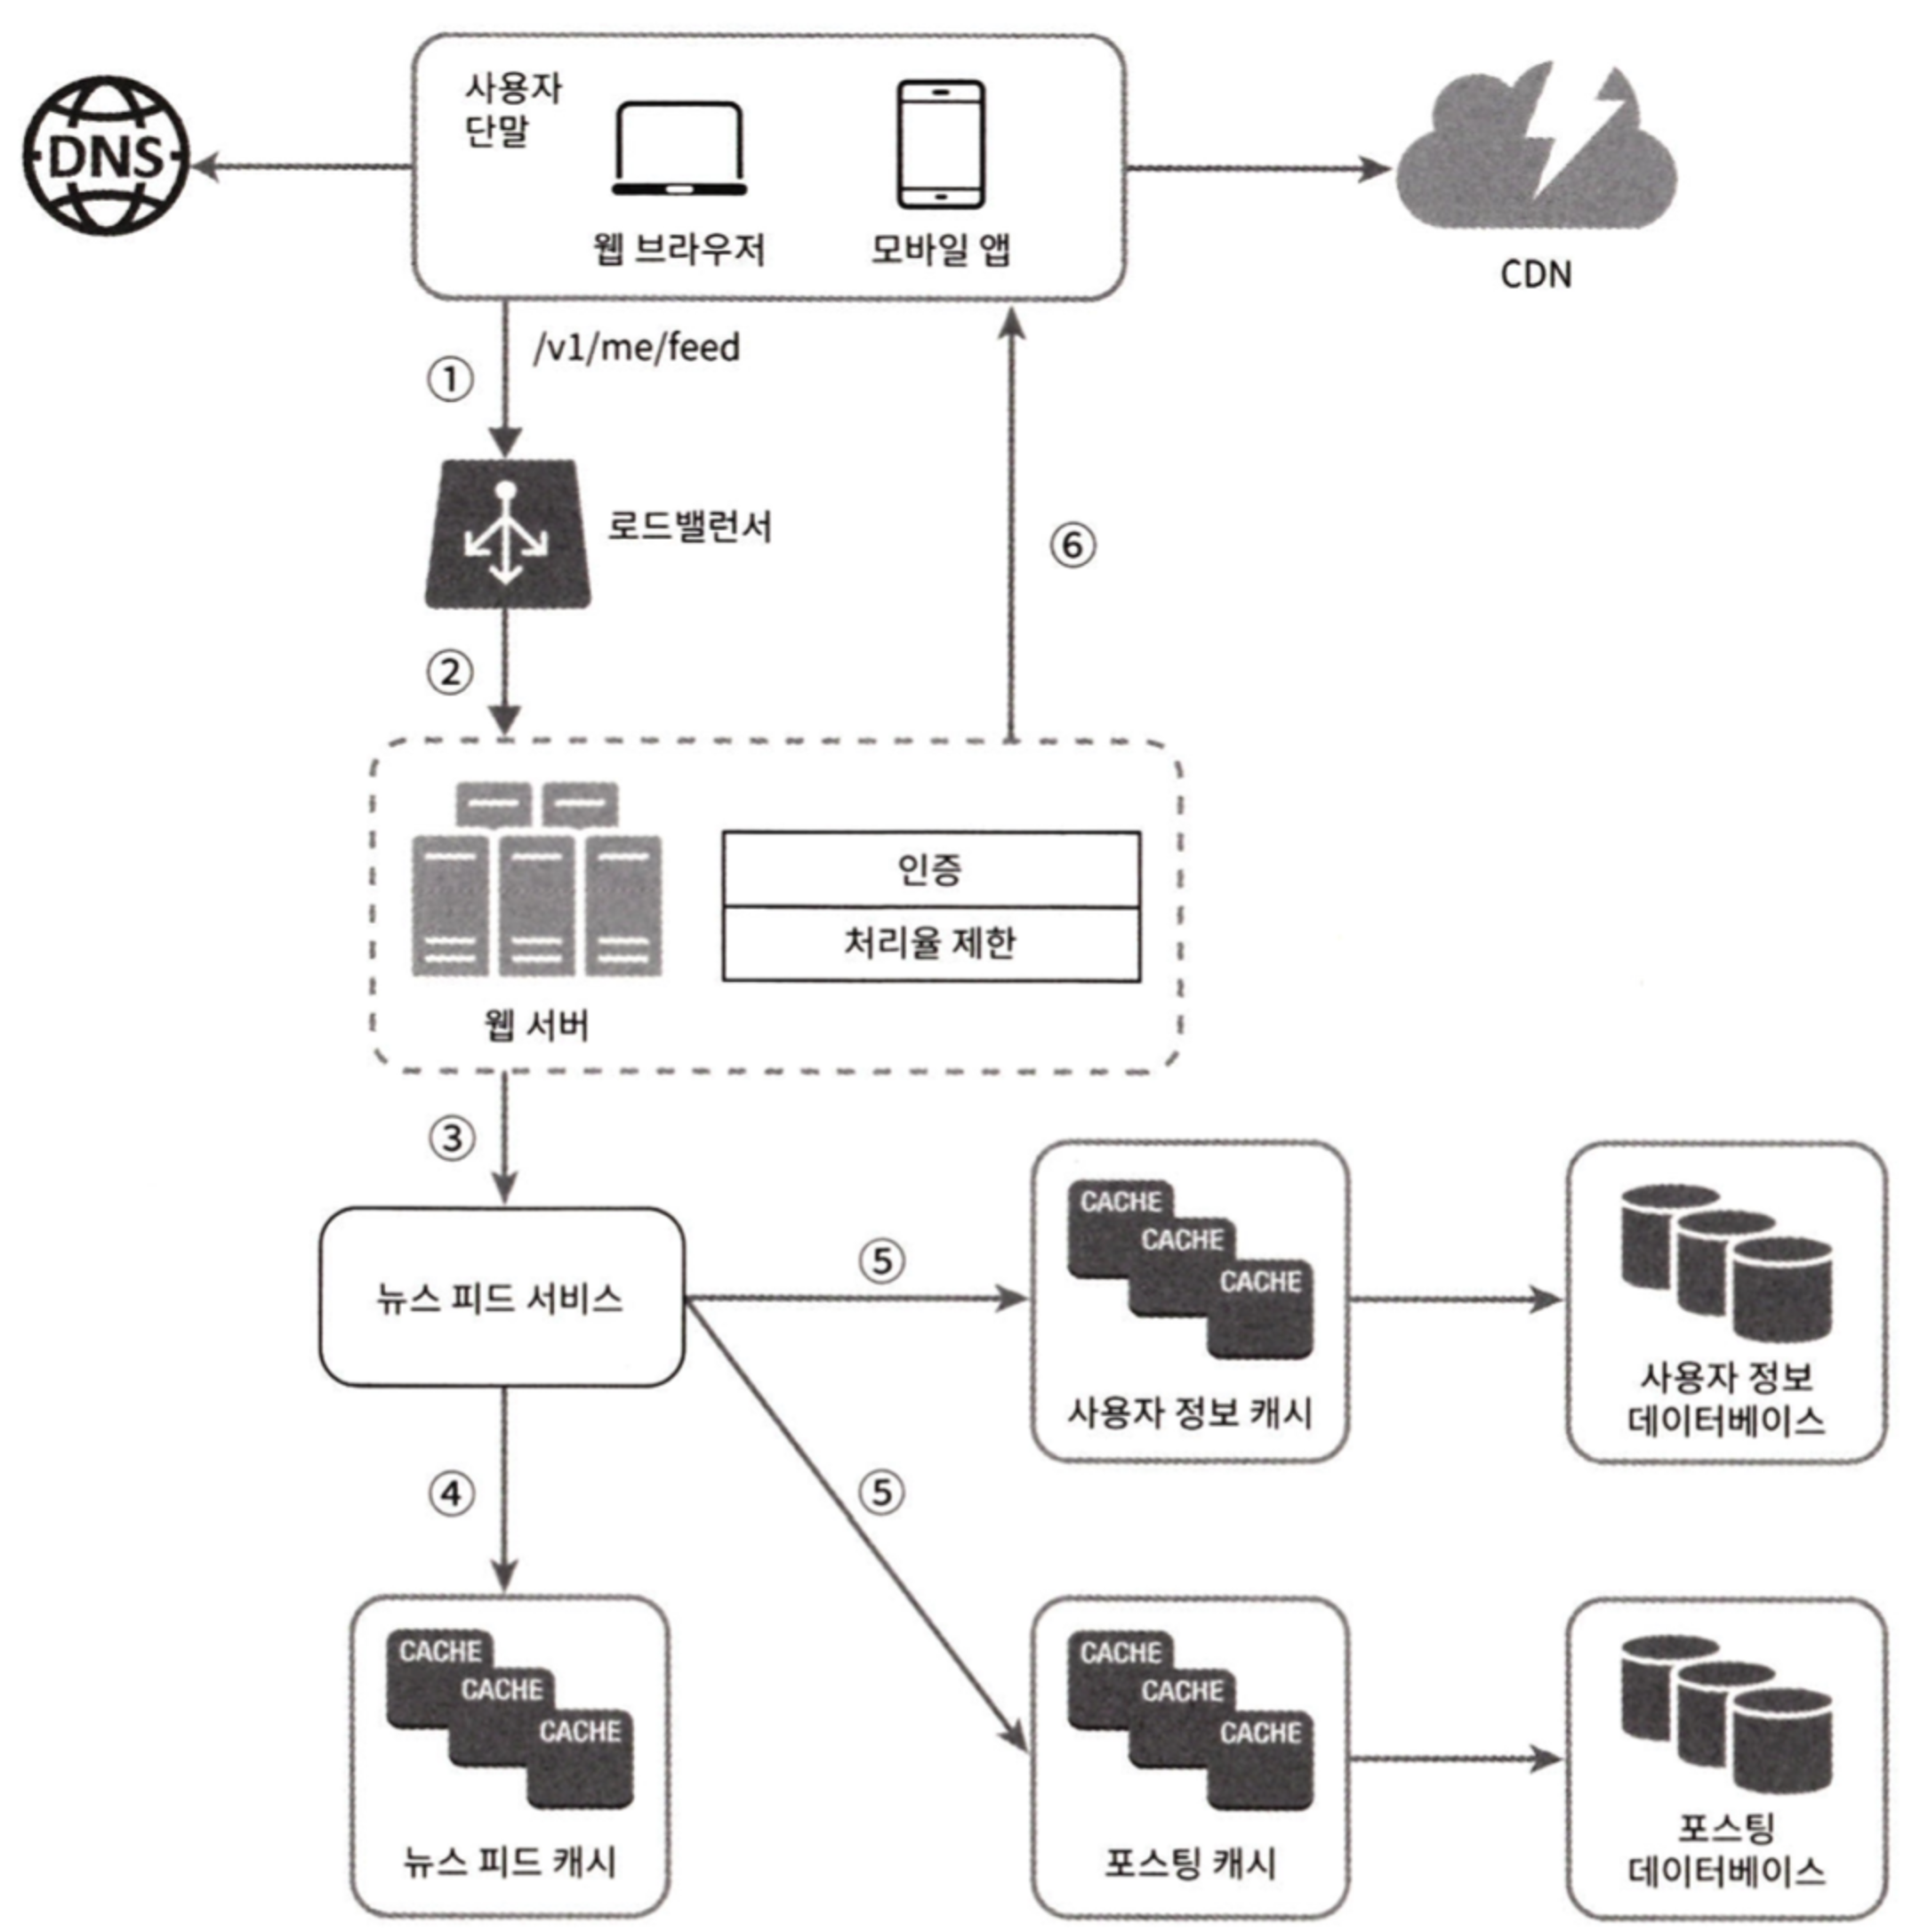 사용자
단말
DNS
웹 브라우저
모바일 앱
CDN
/v1/me/feed
①
로드밸런서
⑥
②
인증
처리율 제한
웹 서버
③
CACHE
CACHE
CACHE
사용자 정보 캐시
사용자 정보
데이터베이스
뉴스 피드 서비스
⑤
⑤
④
CACHE
CACHE
CACHE
뉴스 피드 캐시
CACHE
CACHE
CACHE
포스팅 캐시
포스팅
데이터베이스